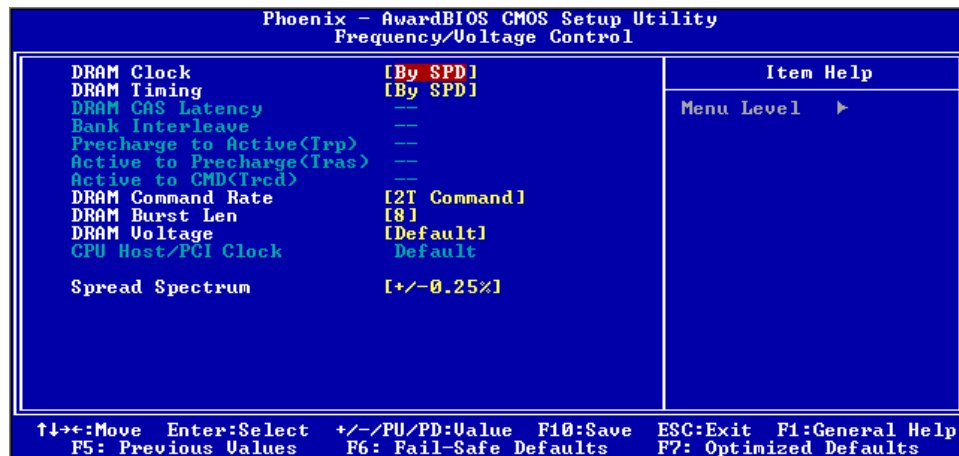 Phoenix - AwardBIOS CMOS Setup Utility
Frequency/Voltage Control
DRAM Clock [By SPD]
DRAM Timing [By SPD]
DRAM CAS Latency --
Bank Interleave --
Precharge to Active(Trp) --
Active to Precharge(Tras) --
Active to CMD(Trcd) --
DRAM Command Rate [2T Command]
DRAM Burst Len [8]
DRAM Voltage [Default]
CPU Host/PCI Clock Default
Spread Spectrum [+/-0.25%]
Item Help
Menu Level ▶
↑↓→←:Move Enter:Select +/-/PU/PD:Value F10:Save ESC:Exit F1:General Help
F5: Previous Values F6: Fail-Safe Defaults F7: Optimized Defaults